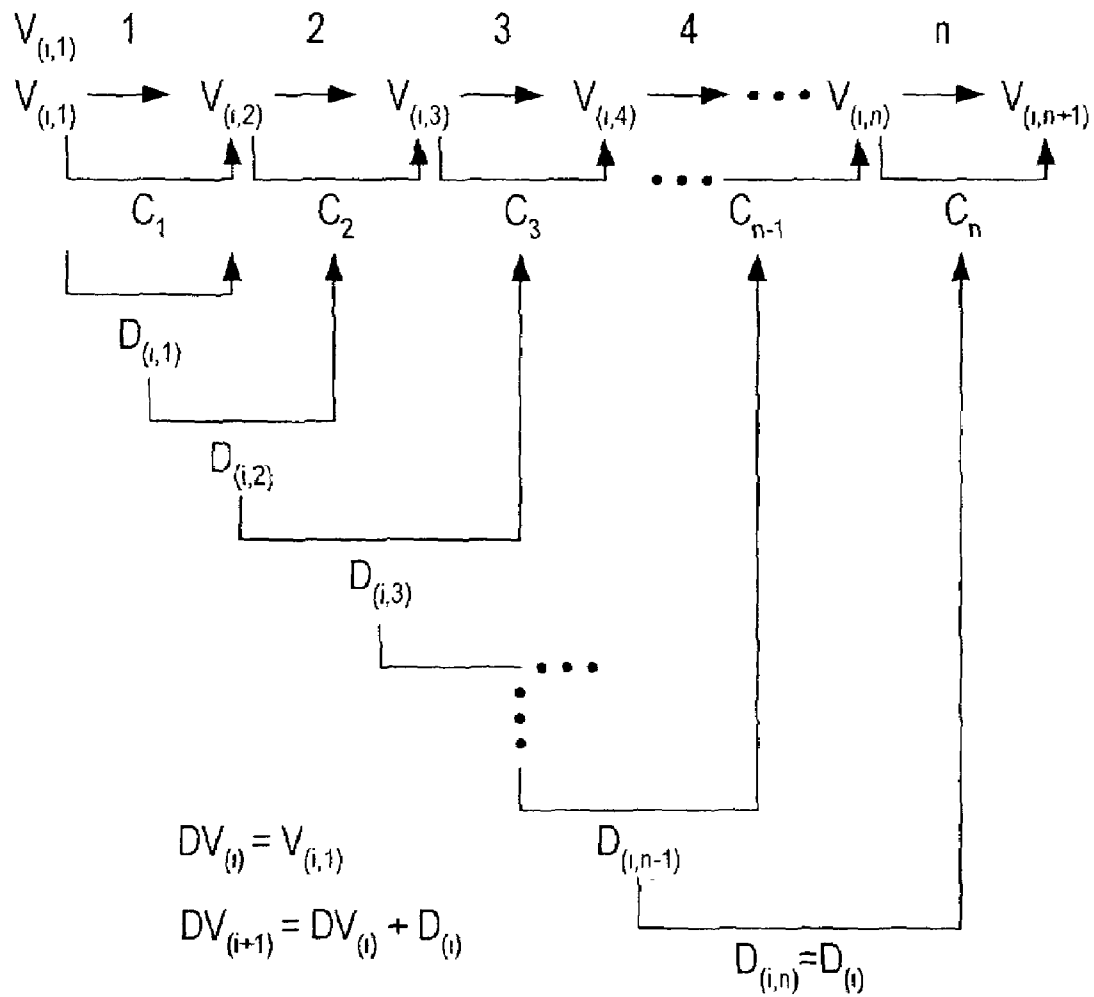 V(i,1) 1 2 3 4 n
V(i,1) V(i,2) V(i,3) V(i,4) • • • V(i,n) V(i,n+1)
• • •
C1 C2 C3 Cn-1 Cn
D(i,1)
D(i,2)
D(i,3)
• • •
DV(i) = V(i,1)
D(i,n-1)
DV(i+1) = DV(i) + D(i)
D(i,n)=D(i)